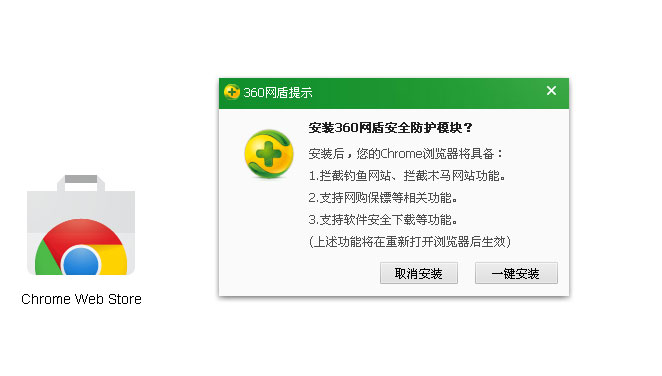 360网盾提示
安装360网盾安全防护模块？
安装后，您的Chrome浏览器将具备：
1.拦截钓鱼网站、拦截木马网站功能。
2.支持网购保镖等相关功能。
3.支持软件安全下载等功能。
(上述功能将在重新打开浏览器后生效)
取消安装
一键安装
Chrome Web Store